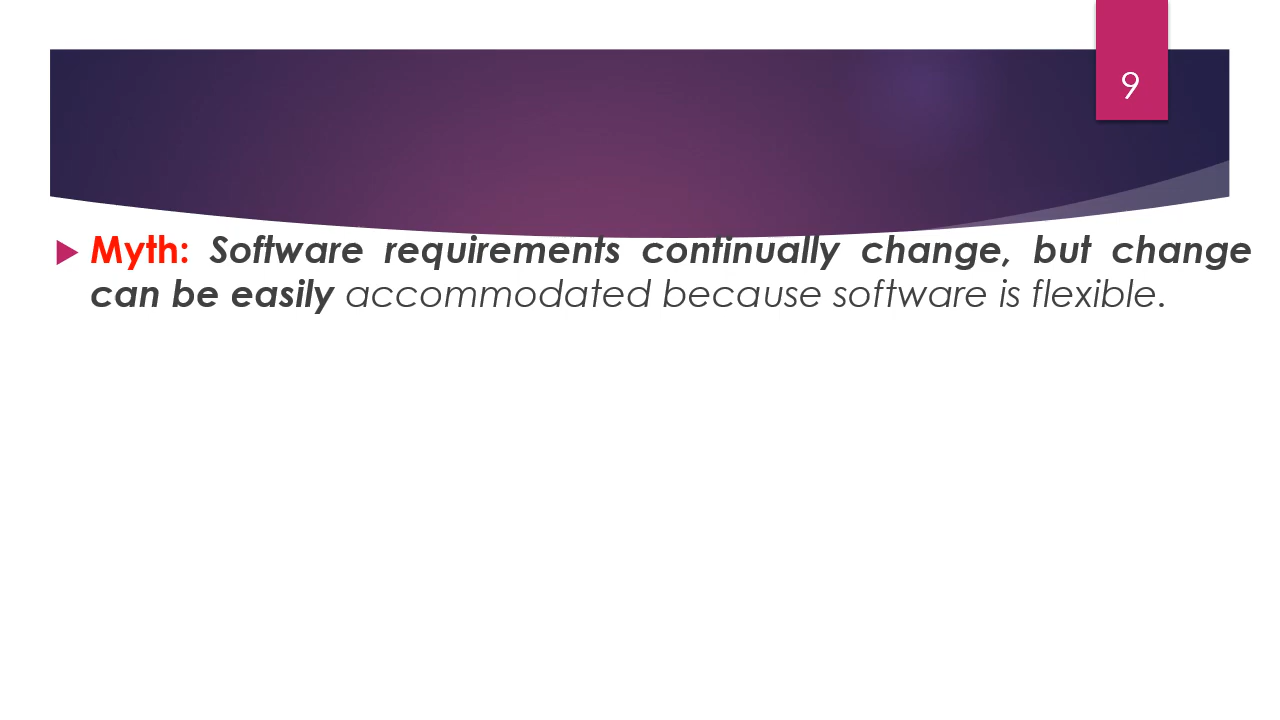 9
Myth: Software requirements continually change, but change
can be easily accommodated because software is flexible.